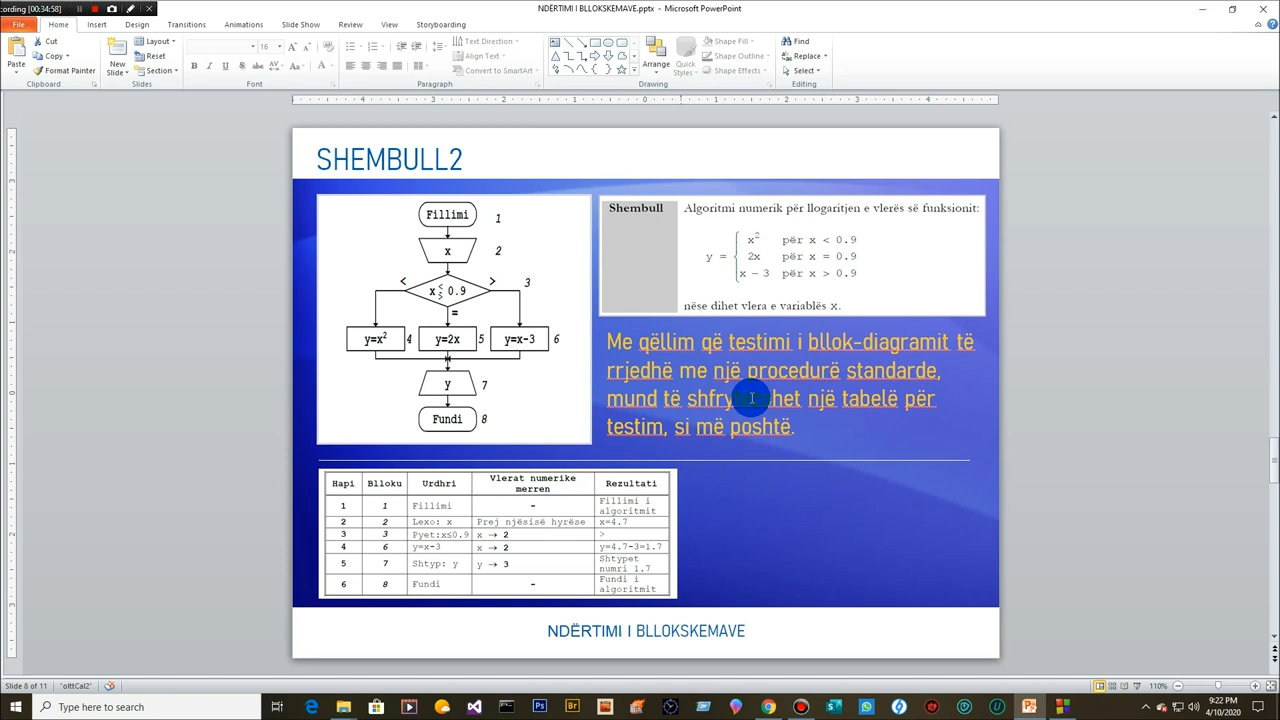 cording (00:34:58)
NDËRTIMI I BLLOKSKEMAVE.pptx - Microsoft PowerPoint
File Home Insert Design Transitions Animations Slide Show Review View Storyboarding
Paste
Cut
Copy
Format Painter
Clipboard
New Slide
Layout
Reset
Section
Slides
16
Font
Text Direction
Align Text
Convert to SmartArt
Paragraph
Arrange
Quick Styles
Shape Fill
Shape Outline
Shape Effects
Drawing
Find
Replace
Select
Editing
SHEMBULL2
Fillimi 1
x 2
< x <=> 0.9 > 3
=
y=x² 4 y=2x 5 y=x-3 6
y 7
Fundi 8
Shembull Algoritmi numerik për llogaritjen e vlerës së funksionit:
x² për x < 0.9
y = 2x për x = 0.9
x - 3 për x > 0.9
nëse dihet vlera e variablës x.
Me qëllim që testimi i bllok-diagramit të
rrjedhë me një procedurë standarde,
mund të një tabelë për
testim, si më poshtë.
Hapi Blloku Urdhri Vlerat numerike merren Rezultati
1 1 Fillimi - Fillimi i algoritmit
2 2 Lexo: x Prej njësisë hyrëse x=4.7
3 3 Pyet:x≤0.9 x → 2 >
4 6 y=x-3 x → 2 y=4.7-3=1.7
5 7 Shtyp: y y → 3 Shtypet numri 1.7
6 8 Fundi - Fundi i algoritmit
NDËRTIMI I BLLOKSKEMAVE
Slide 8 of 11 "olttCal2" 110%
Type here to search
9:22 PM
4/10/2020